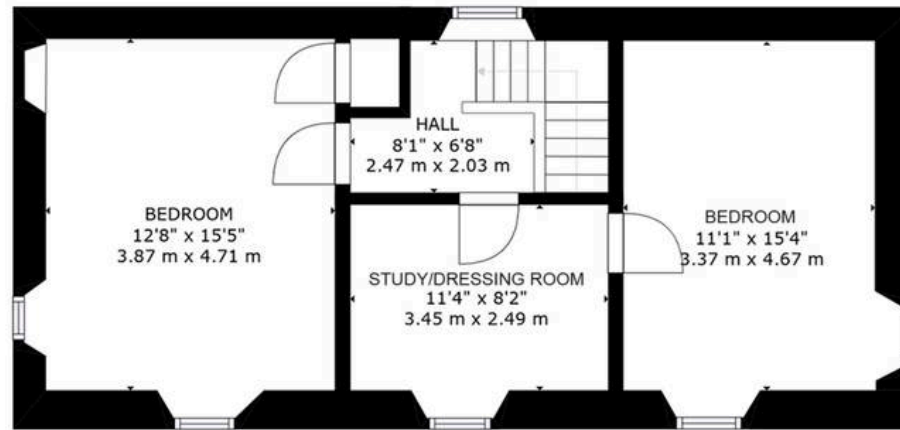 HALL
8'1" x 6'8"
2.47 m x 2.03 m
BEDROOM
12'8" x 15'5"
3.87 m x 4.71 m
STUDY/DRESSING ROOM
11'4" x 8'2"
3.45 m x 2.49 m
BEDROOM
11'1" x 15'4"
3.37 m x 4.67 m